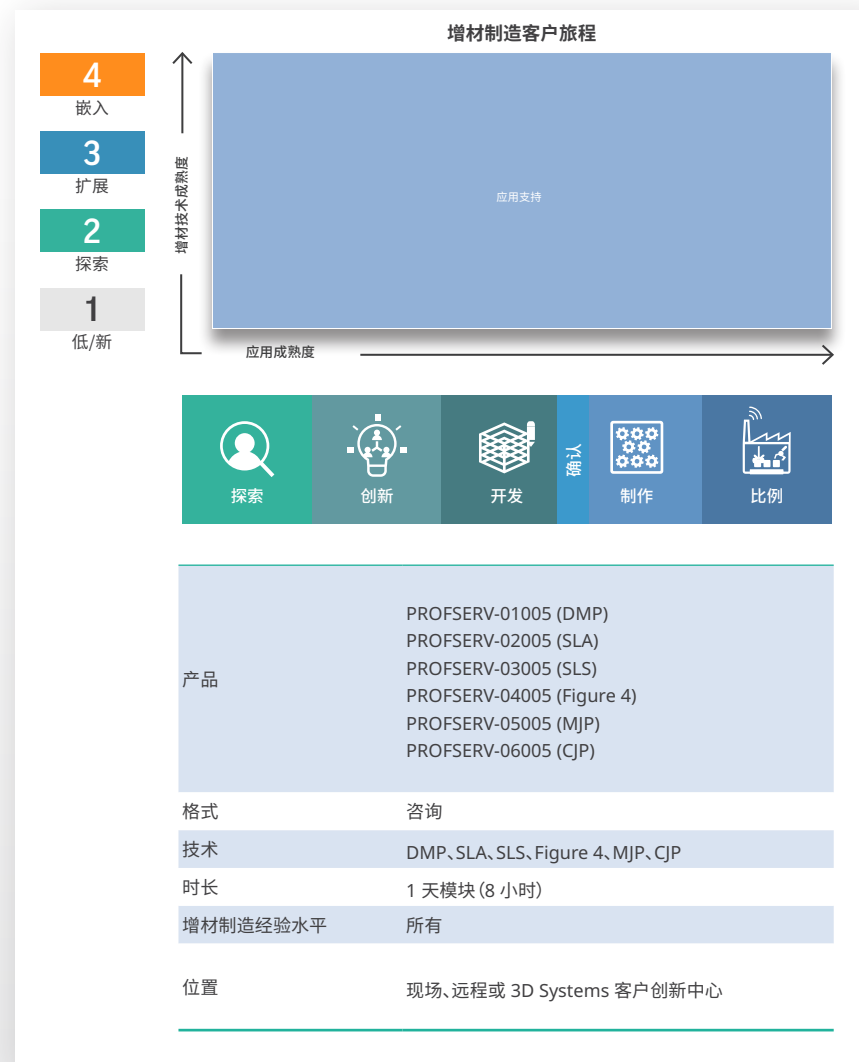 增材制造客户旅程
4
嵌入
3
扩展
2
探索
1
低/新
增材技术成熟度
应用支持
应用成熟度
探索
创新
开发
确认
制作
比例
产品
PROFSERV-01005 (DMP)
PROFSERV-02005 (SLA)
PROFSERV-03005 (SLS)
PROFSERV-04005 (Figure 4)
PROFSERV-05005 (MJP)
PROFSERV-06005 (CJP)
格式 咨询
技术 DMP、SLA、SLS、Figure 4、MJP、CJP
时长 1 天模块（8 小时）
增材制造经验水平 所有
位置 现场、远程或 3D Systems 客户创新中心